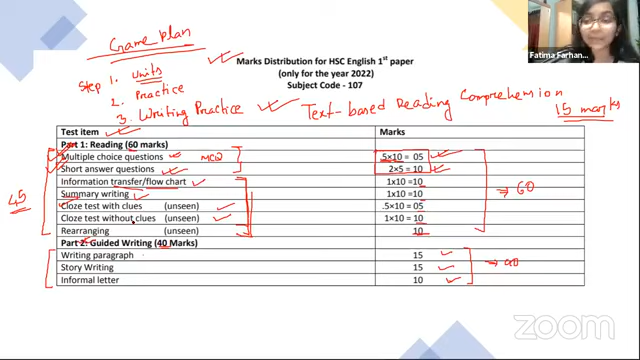 Game Plan
Marks Distribution for HSC English 1st paper
(only for the year 2022)
Subject Code - 107
Step 1. Units
2. Practice
3. Writing Practice
Text-based Reading Comprehension
15 marks
Test item Marks
Part 1: Reading (60 marks)
Multiple choice questions MCQ .5×10 = 05
Short answer questions 2×5 = 10
Information transfer/flow chart 1×10 =10
Summary writing 1×10 =10
Cloze test with clues (unseen) .5×10 = 05
Cloze test without clues (unseen) 1×10 = 10
Rearranging (unseen) 10
45
→ 60
Part 2: Guided Writing (40 Marks)
Writing paragraph 15
Story Writing 15
Informal letter 10
→ 40
Fatima Farhan...
zoom